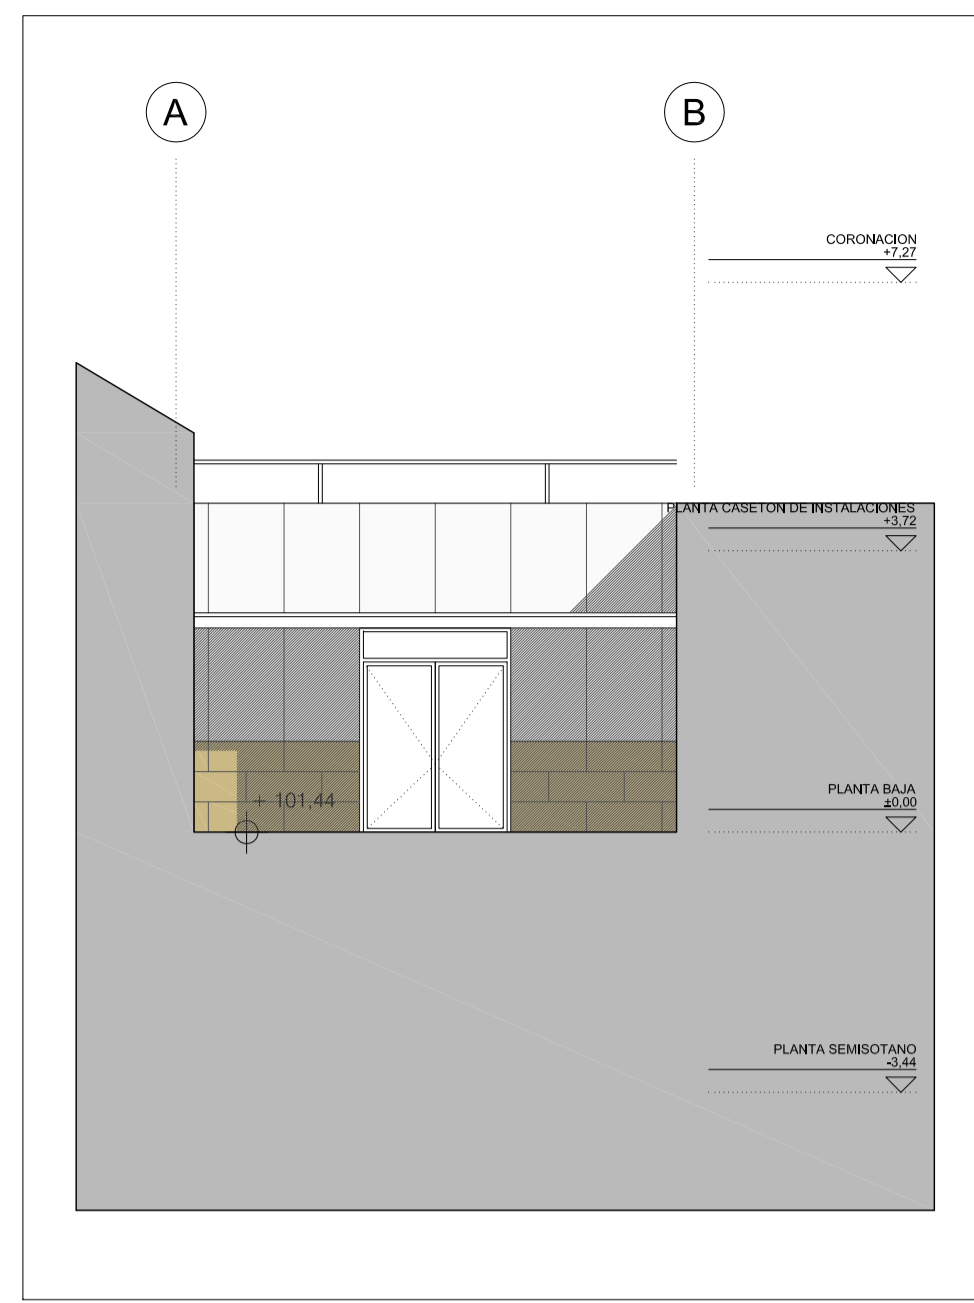 A
B
CORONACION
+7,27
PLANTA CASETON DE INSTALACIONES
+3,72
PLANTA BAJA
±0,00
+ 101,44
PLANTA SEMISOTANO
-3,44